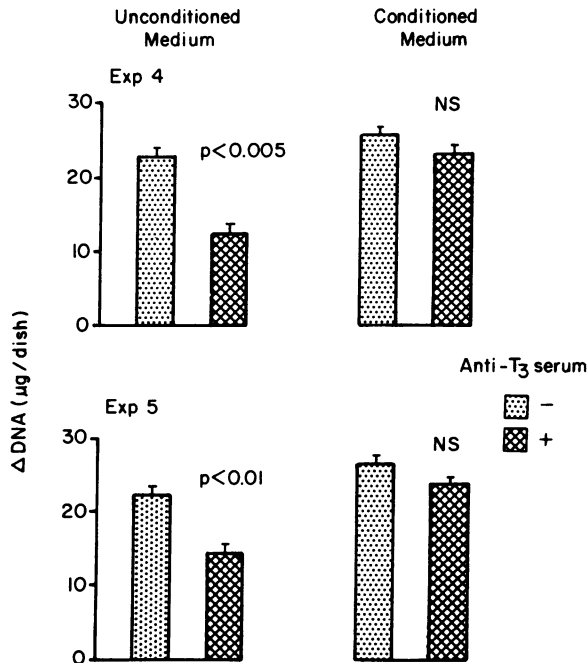 Unconditioned Medium
Conditioned Medium
Exp 4
30
20
10
0
p<0.005
NS
ΔDNA (μg/dish)
Anti-T3 serum
−
+
Exp 5
30
20
10
0
p<0.01
NS